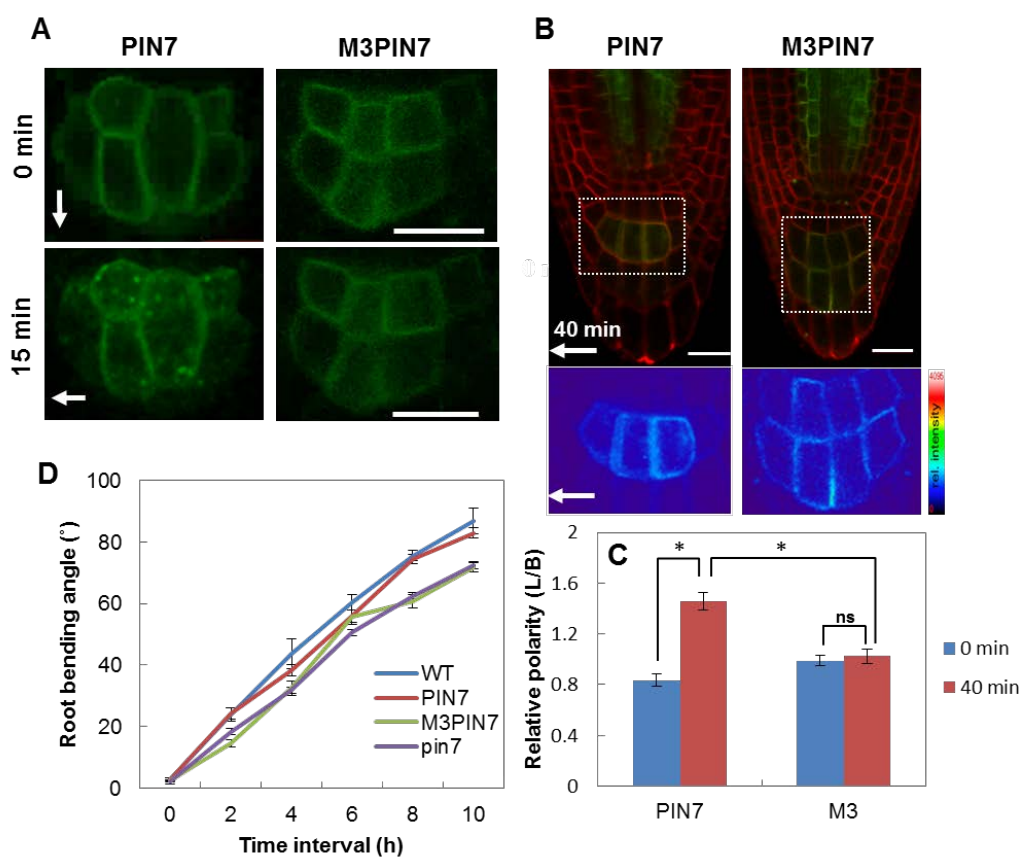 A
PIN7
M3PIN7
0 min
15 min
B
PIN7
M3PIN7
40 min
4095
rel. intensity
0
D
Root bending angle (˚)
100
80
60
40
20
0
0 2 4 6 8 10
Time interval (h)
WT
PIN7
M3PIN7
pin7
C
Relative polarity (L/B)
2
1.6
1.2
0.8
0.4
0
*
*
ns
PIN7 M3
0 min
40 min